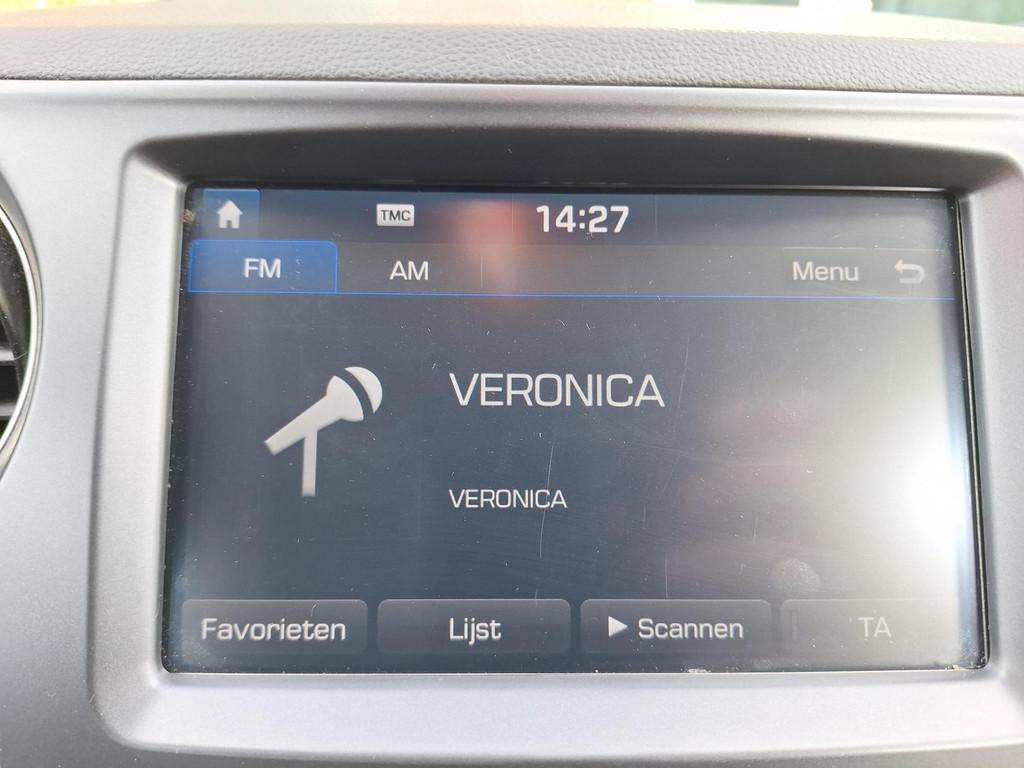 TMC 14:27
FM AM Menu
VERONICA
VERONICA
Favorieten Lijst Scannen TA